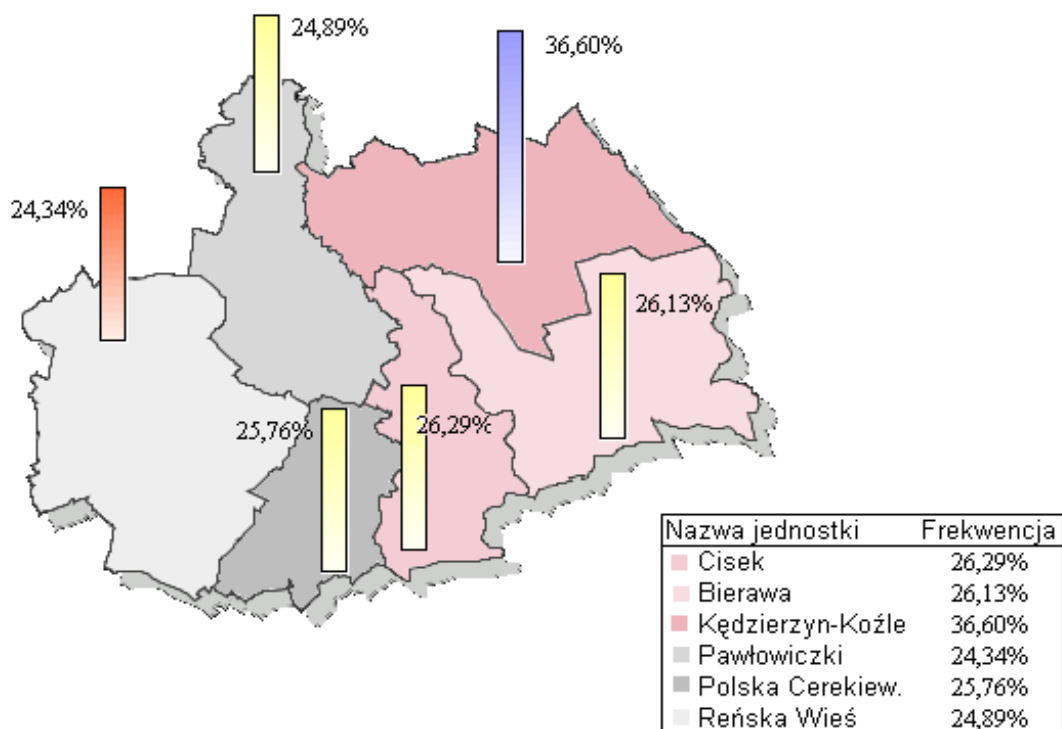 24,89%
36,60%
24,34%
26,13%
25,76%
26,29%
Nazwa jednostki Frekwencja
Cisek 26,29%
Bierawa 26,13%
Kędzierzyn-Koźle 36,60%
Pawłowiczki 24,34%
Polska Cerekiew. 25,76%
Reńska Wieś 24,89%